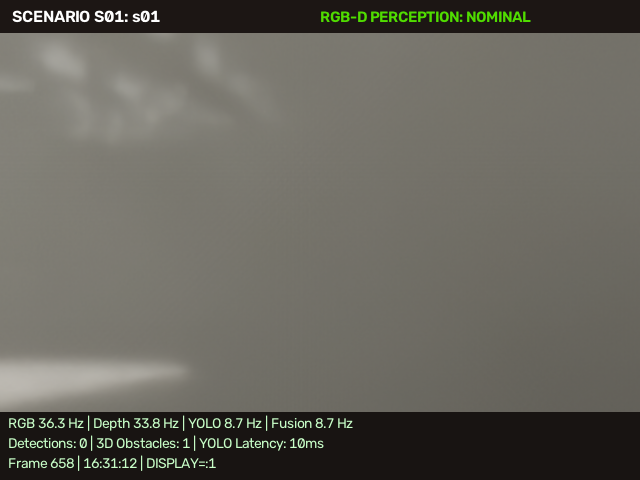 SCENARIO S01: s01
RGB-D PERCEPTION: NOMINAL
RGB 36.3 Hz | Depth 33.8 Hz | YOLO 8.7 Hz | Fusion 8.7 Hz
Detections: 0 | 3D Obstacles: 1 | YOLO Latency: 10ms
Frame 658 | 16:31:12 | DISPLAY=:1